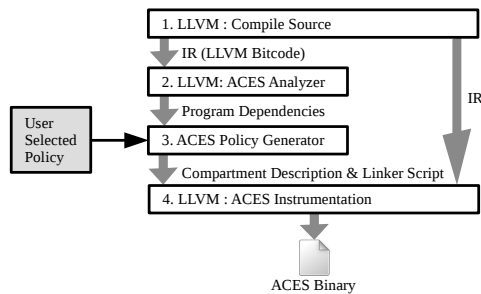 1. LLVM : Compile Source
IR (LLVM Bitcode)
IR
2. LLVM: ACES Analyzer
Program Dependencies
User
Selected
Policy
3. ACES Policy Generator
Compartment Description & Linker Script
4. LLVM : ACES Instrumentation
ACES Binary